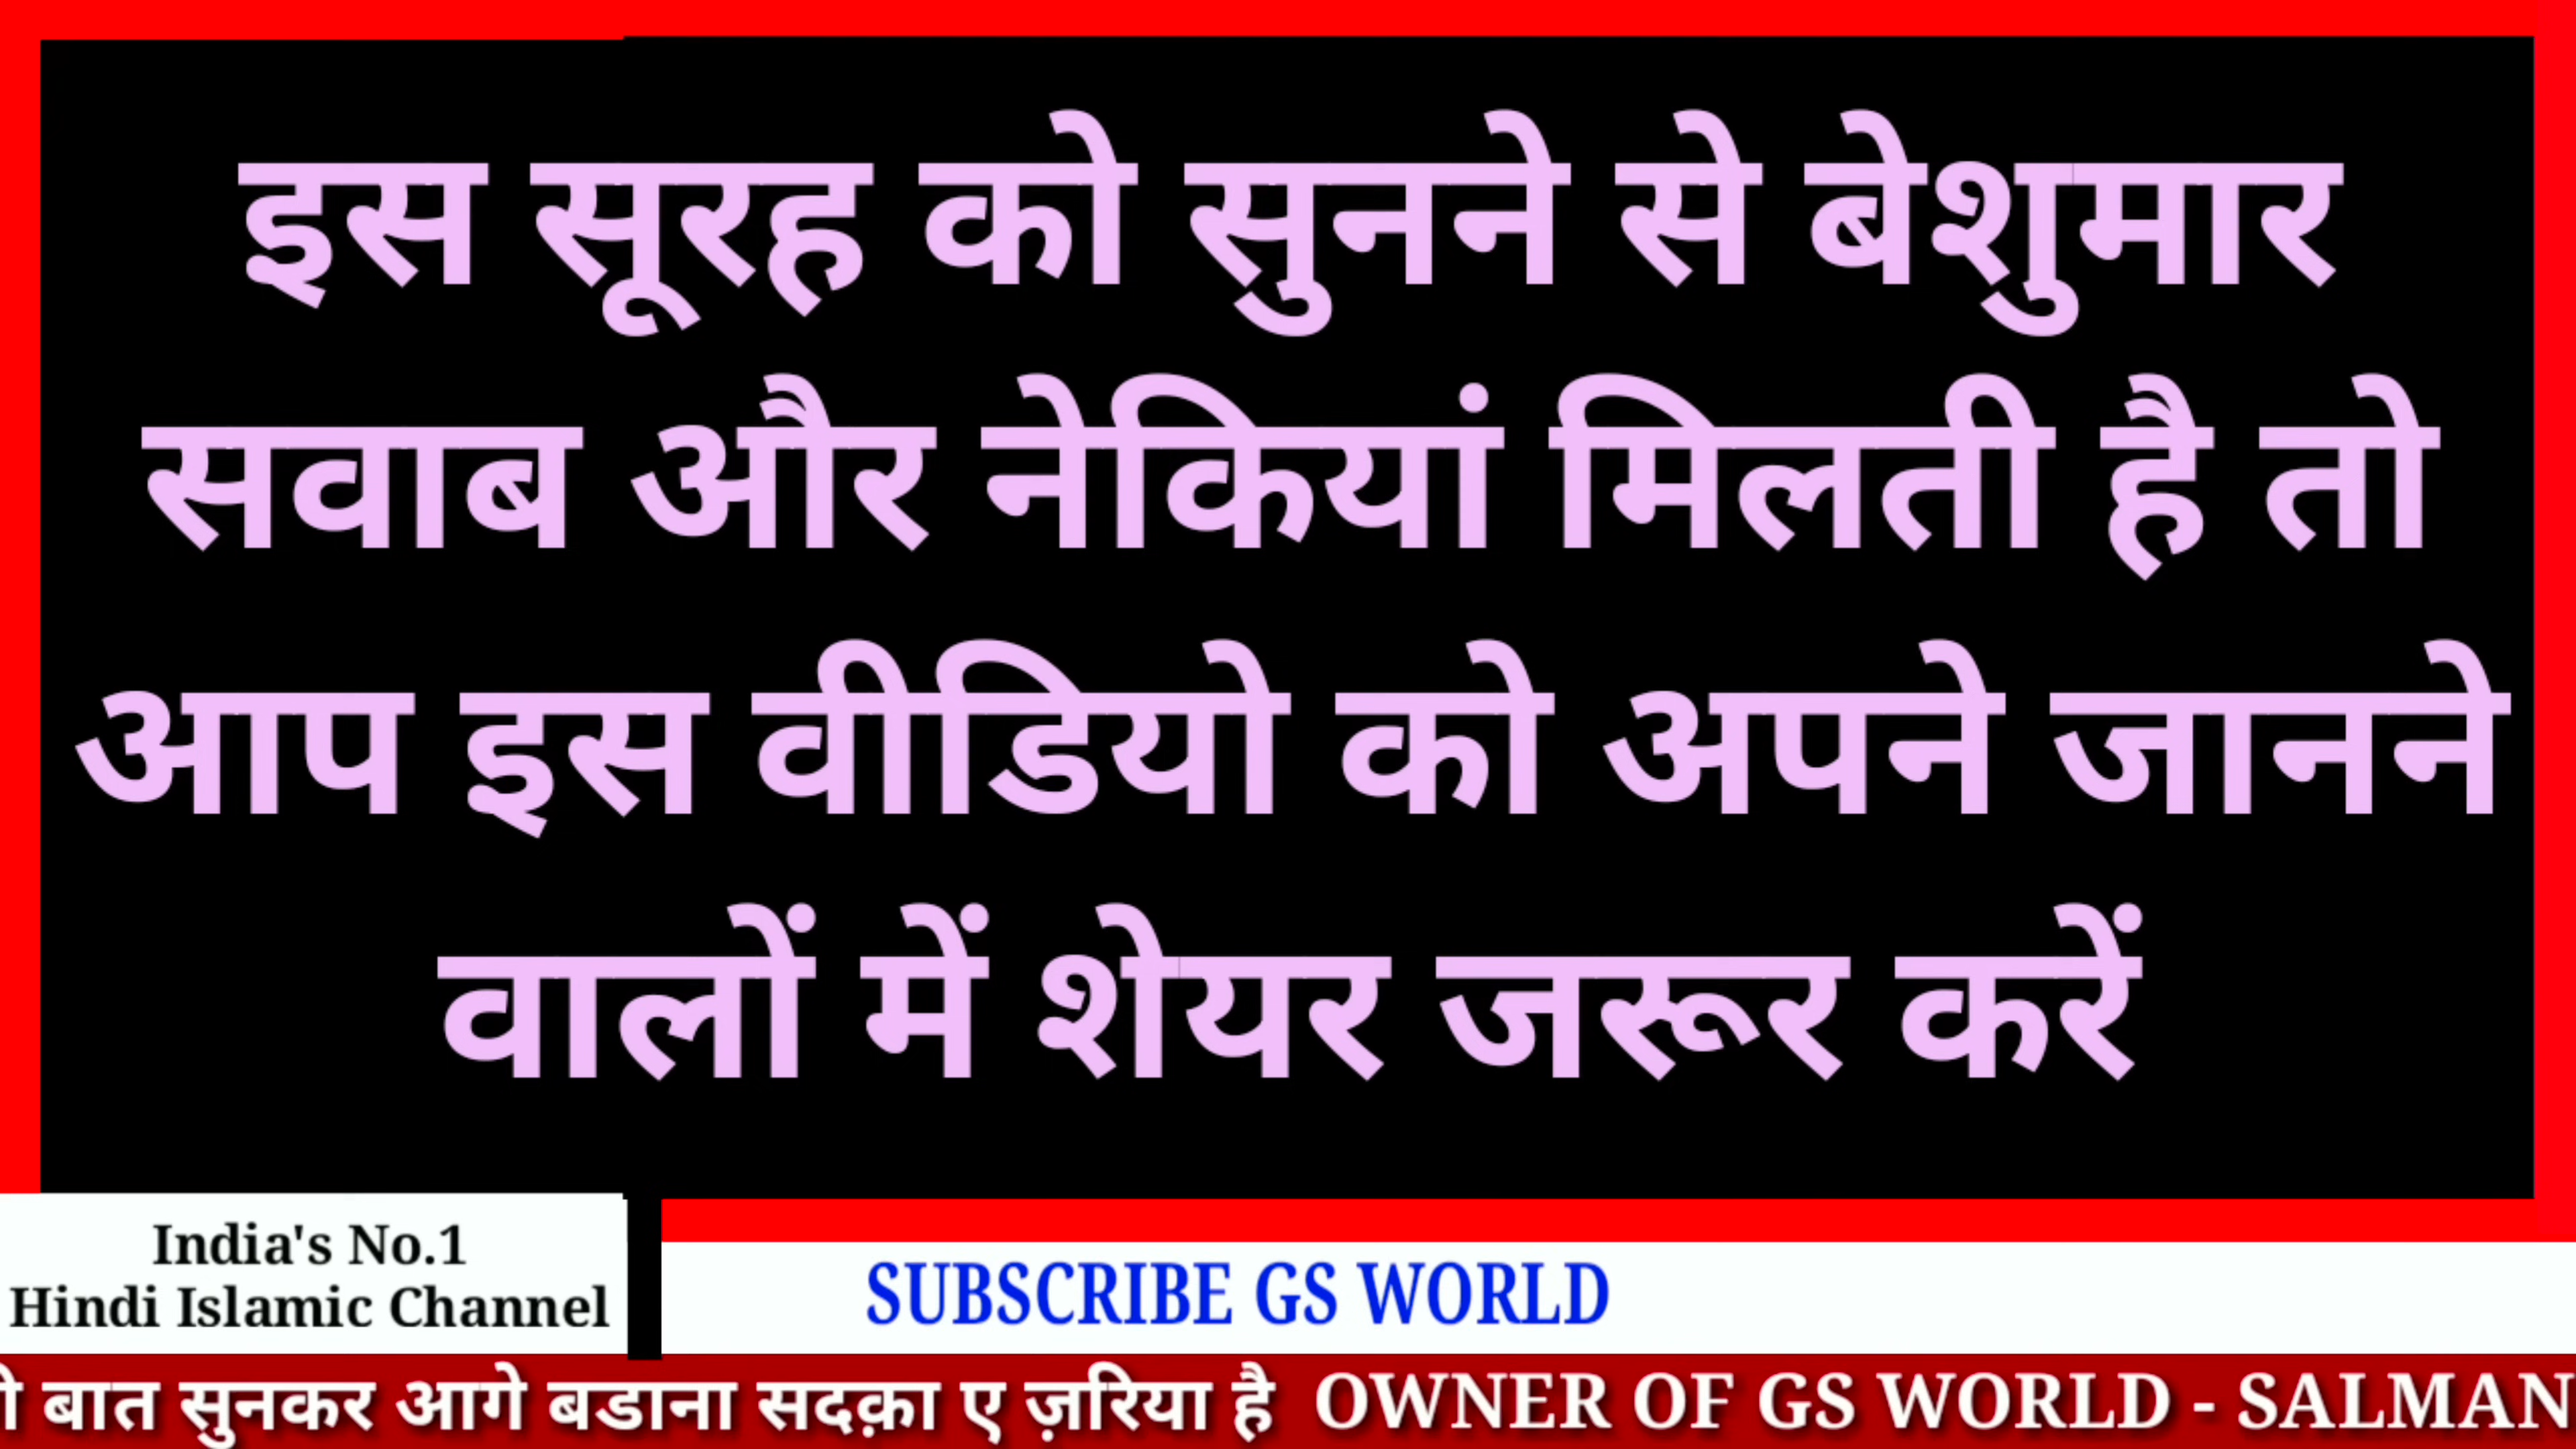 इस सूरह को सुनने से बेशुमार
सवाब और नेकियां मिलती है तो
आप इस वीडियो को अपने जानने
वालों में शेयर जरूर करें
India's No.1
Hindi Islamic Channel
SUBSCRIBE GS WORLD
बात सुनकर आगे बडाना सदक़ा ए ज़रिया है OWNER OF GS WORLD - SALMAN